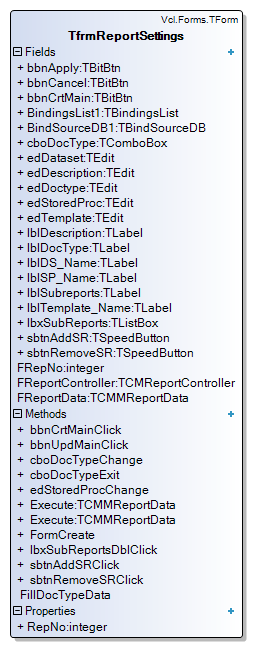 Vcl.Forms.TForm
TfrmReportSettings
Fields +
+ bbnApply:TBitBtn
+ bbnCancel:TBitBtn
+ bbnCrtMain:TBitBtn
+ BindingsList1:TBindingsList
+ BindSourceDB1:TBindSourceDB
+ cboDocType:TComboBox
+ edDataset:TEdit
+ edDescription:TEdit
+ edDoctype:TEdit
+ edStoredProc:TEdit
+ edTemplate:TEdit
+ lblDescription:TLabel
+ lblDocType:TLabel
+ lblDS_Name:TLabel
+ lblSP_Name:TLabel
+ lblSubreports:TLabel
+ lblTemplate_Name:TLabel
+ lbxSubReports:TListBox
+ sbtnAddSR:TSpeedButton
+ sbtnRemoveSR:TSpeedButton
FRepNo:integer
FReportController:TCMReportController
FReportData:TCMMReportData
Methods +
+ bbnCrtMainClick
+ bbnUpdMainClick
+ cboDocTypeChange
+ cboDocTypeExit
+ edStoredProcChange
+ Execute:TCMMReportData
+ Execute:TCMMReportData
+ FormCreate
+ lbxSubReportsDblClick
+ sbtnAddSRClick
+ sbtnRemoveSRClick
FillDocTypeData
Properties +
+ RepNo:integer